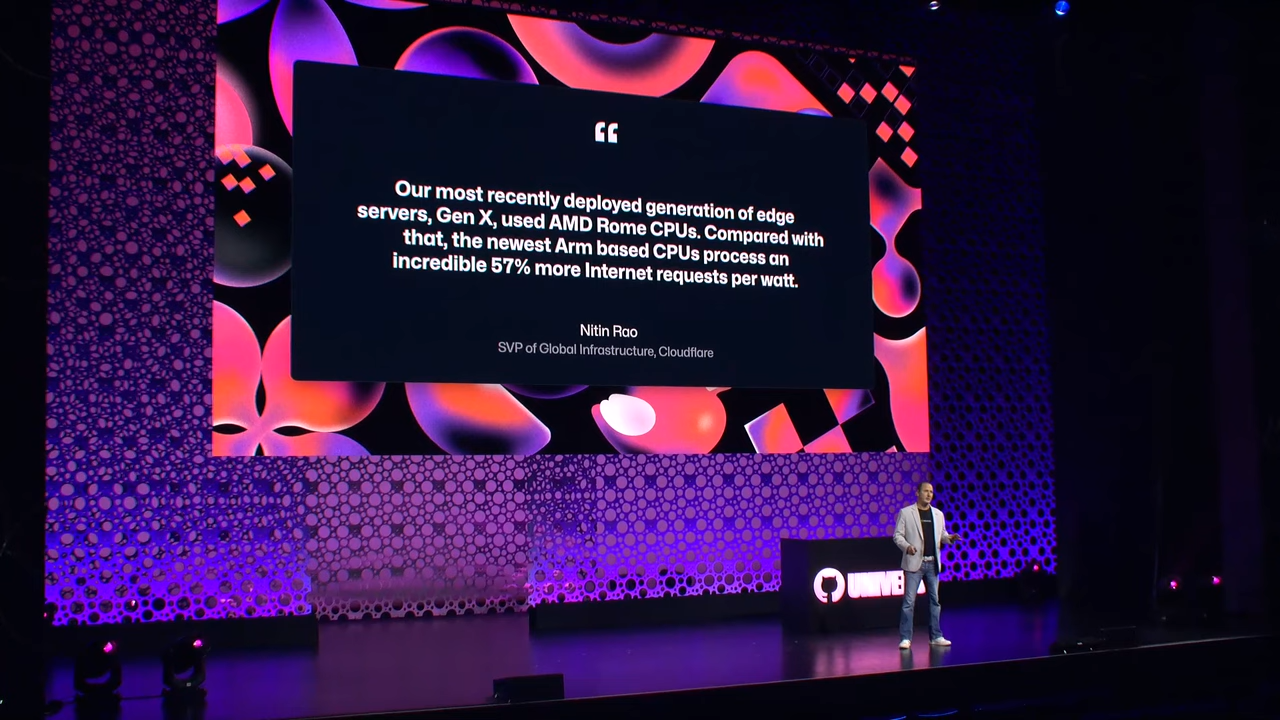 “
Our most recently deployed generation of edge
servers, Gen X, used AMD Rome CPUs. Compared with
that, the newest Arm based CPUs process an
incredible 57% more Internet requests per watt.
Nitin Rao
SVP of Global Infrastructure, Cloudflare
UNIVE